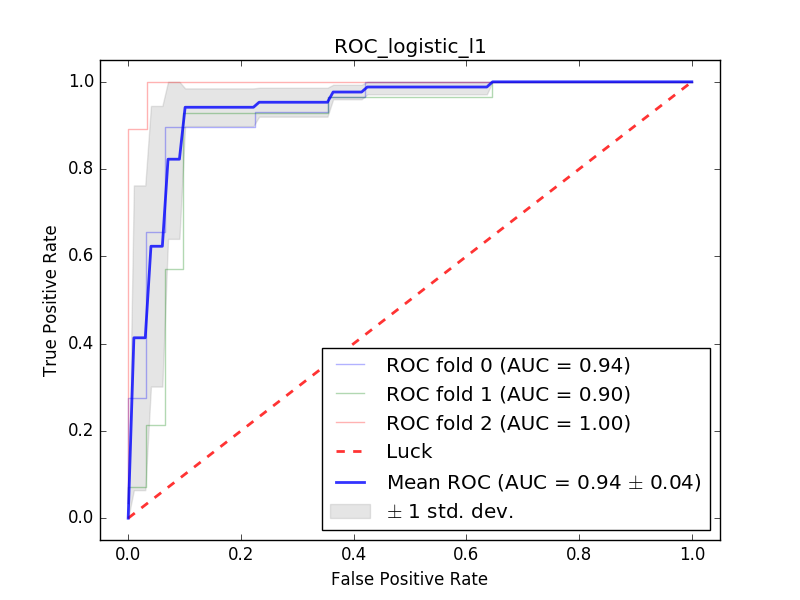 ROC_logistic_l1
1.0
0.8
0.6
0.4
0.2
0.0
True Positive Rate
ROC fold 0 (AUC = 0.94)
ROC fold 1 (AUC = 0.90)
ROC fold 2 (AUC = 1.00)
Luck
Mean ROC (AUC = 0.94 ± 0.04)
± 1 std. dev.
0.0 0.2 0.4 0.6 0.8 1.0
False Positive Rate